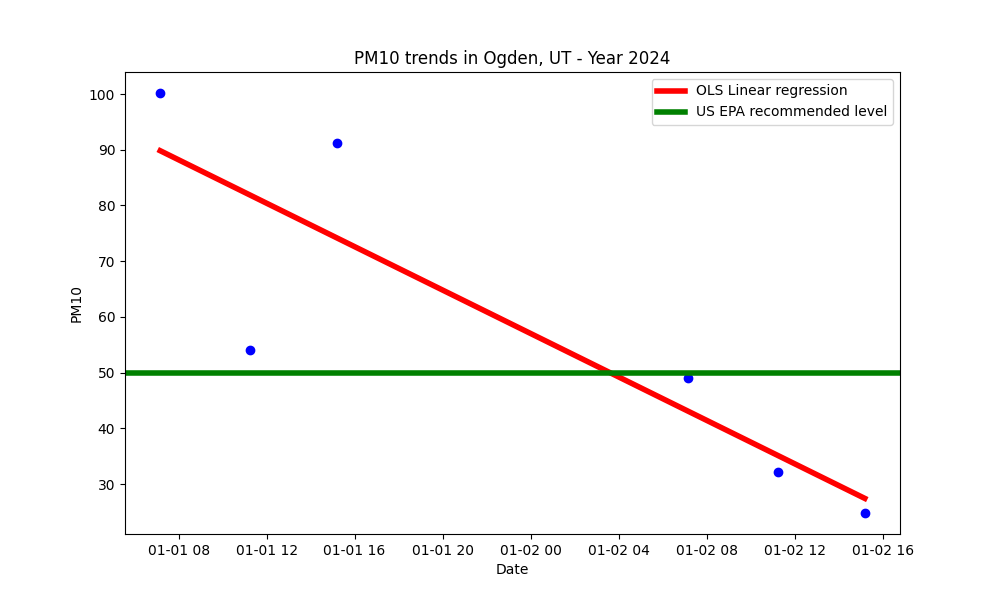 PM10 trends in Ogden, UT - Year 2024
OLS Linear regression
US EPA recommended level
100
90
80
70
60
50
40
30
PM10
01-01 08 01-01 12 01-01 16 01-01 20 01-02 00 01-02 04 01-02 08 01-02 12 01-02 16
Date